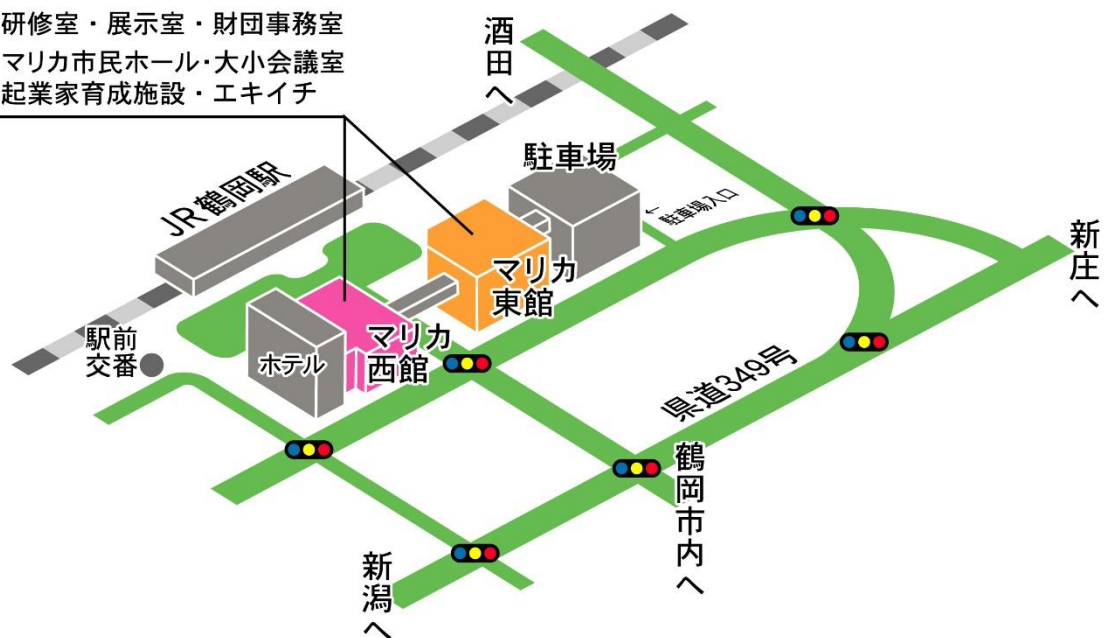 研修室・展示室・財団事務室
マリカ市民ホール・大小会議室
起業家育成施設・エキイチ
酒田へ
駐車場
←駐車場入口
JR鶴岡駅
新庄へ
マリカ
東館
駅前
交番
ホテル
マリカ
西館
県道349号
鶴岡市内へ
新潟へ